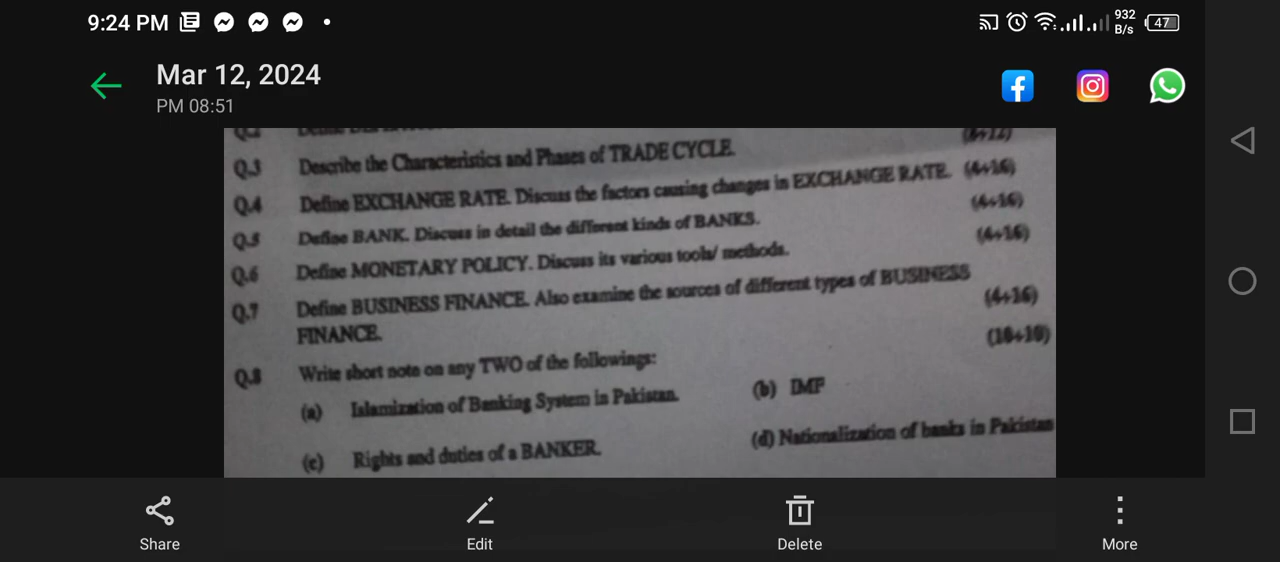 9:24 PM
932
B/s
47
Mar 12, 2024
PM 08:51
Q.2 Define
(8+12)
Q.3 Describe the Characteristics and Phases of TRADE CYCLE.
Q.4 Define EXCHANGE RATE. Discuss the factors causing changes in EXCHANGE RATE. (4+16)
(4+16)
Q.5 Define BANK. Discuss in detail the different kinds of BANKS.
(4+16)
Q.6 Define MONETARY POLICY. Discuss its various tools/ methods.
Q.7 Define BUSINESS FINANCE. Also examine the sources of different types of BUSINESS
FINANCE. (4+16)
(10+10)
Q.8 Write short note on any TWO of the followings:
(a) Islamization of Banking System in Pakistan. (b) IMF
(c) Rights and duties of a BANKER. (d) Nationalization of banks in Pakistan
Share Edit Delete More